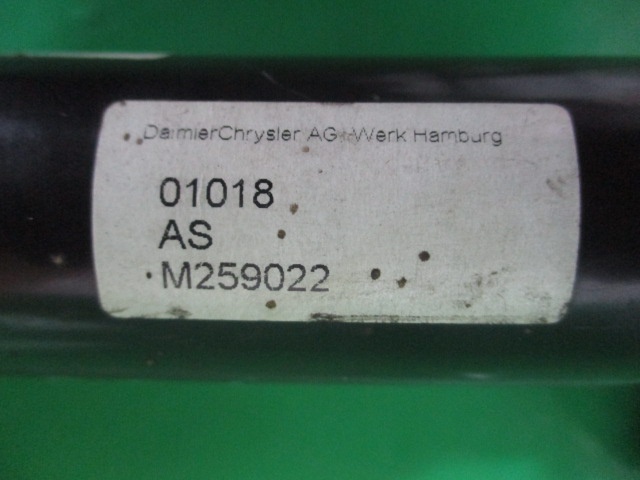 DaimlerChrysler AG, Werk Hamburg
01018
AS
M259022